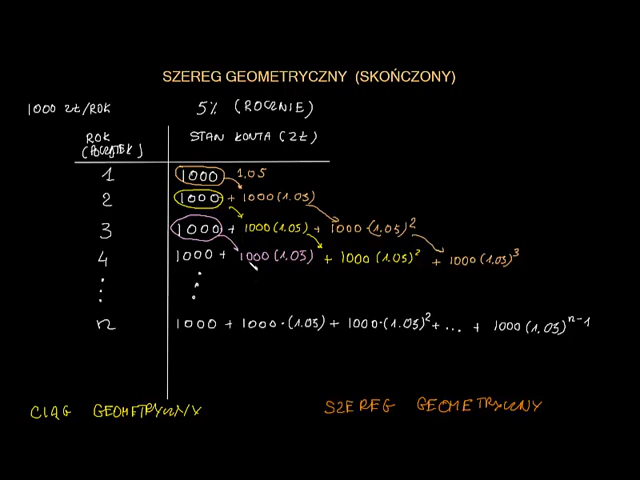 SZEREG GEOMETRYCZNY (SKOŃCZONY)
1000 ZŁ/ROK 5% (ROCZNIE)
ROK (POCZĄTEK) STAN KONTA (ZŁ)
1 1000 1.05
2 1000 + 1000(1.05)
3 1000 + 1000(1.05) + 1000·(1.05)²
4 1000 + 1000(1.05) + 1000(1.05)² + 1000(1.05)³
n 1000 + 1000·(1.05) + 1000·(1.05)² + ... + 1000(1.05)ⁿ⁻¹
CIĄG GEOMETRYCZNY SZEREG GEOMETRYCZNY